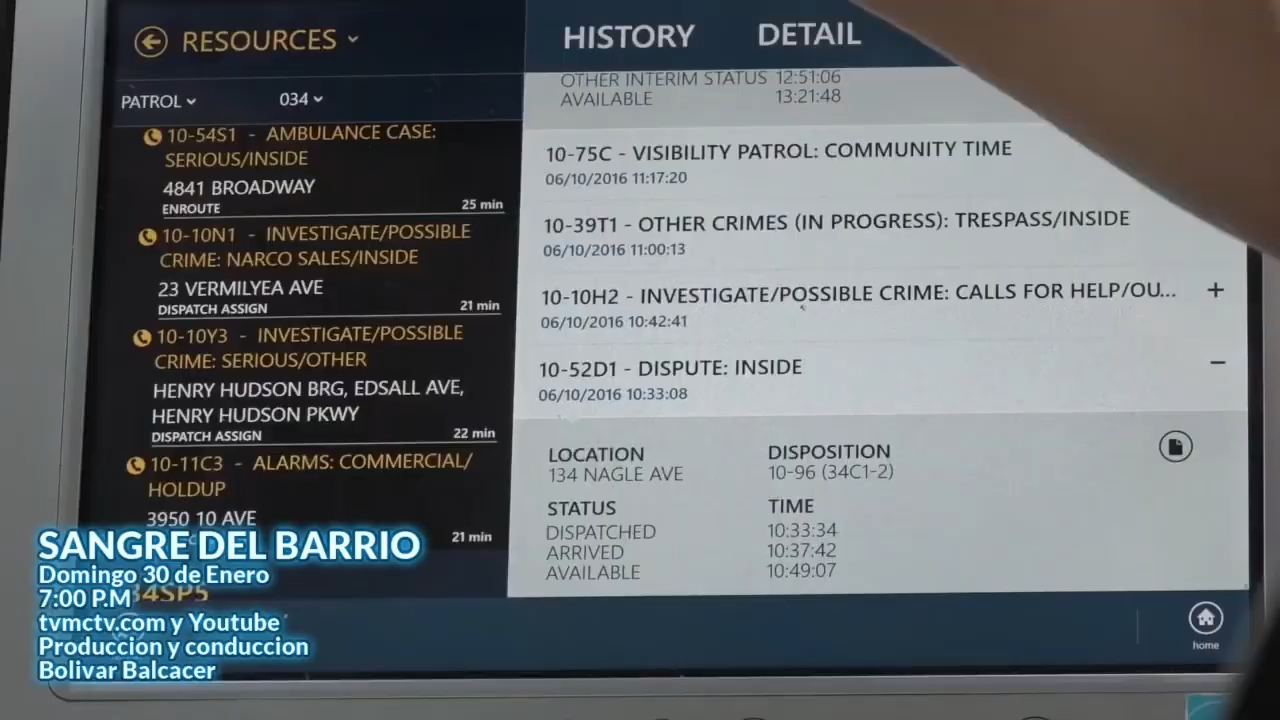 RESOURCES
PATROL
034
10-54S1 - AMBULANCE CASE:
SERIOUS/INSIDE
4841 BROADWAY
ENROUTE
25 min
10-10N1 - INVESTIGATE/POSSIBLE
CRIME: NARCO SALES/INSIDE
23 VERMILYEA AVE
DISPATCH ASSIGN
21 min
10-10Y3 - INVESTIGATE/POSSIBLE
CRIME: SERIOUS/OTHER
HENRY HUDSON BRG, EDSALL AVE,
HENRY HUDSON PKWY
DISPATCH ASSIGN
22 min
10-11C3 - ALARMS: COMMERCIAL/
HOLDUP
3950 10 AVE
21 min
34SP5
HISTORY
DETAIL
OTHER INTERIM STATUS 12:51:06
AVAILABLE 13:21:48
10-75C - VISIBILITY PATROL: COMMUNITY TIME
06/10/2016 11:17:20
10-39T1 - OTHER CRIMES (IN PROGRESS): TRESPASS/INSIDE
06/10/2016 11:00:13
10-10H2 - INVESTIGATE/POSSIBLE CRIME: CALLS FOR HELP/OU... +
06/10/2016 10:42:41
10-52D1 - DISPUTE: INSIDE −
06/10/2016 10:33:08
LOCATION DISPOSITION
134 NAGLE AVE 10-96 (34C1-2)
STATUS TIME
DISPATCHED 10:33:34
ARRIVED 10:37:42
AVAILABLE 10:49:07
home
SANGRE DEL BARRIO
Domingo 30 de Enero
7:00 P.M
tvmctv.com y Youtube
Produccion y conduccion
Bolivar Balcacer